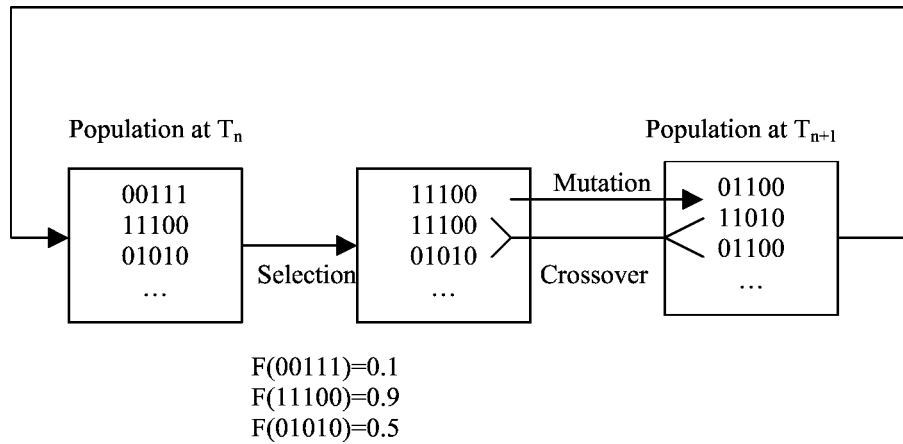 Population at Tn
Population at Tn+1
00111
11100
01010
…
Selection
11100
11100
01010
…
Mutation
Crossover
01100
11010
01100
…
F(00111)=0.1
F(11100)=0.9
F(01010)=0.5